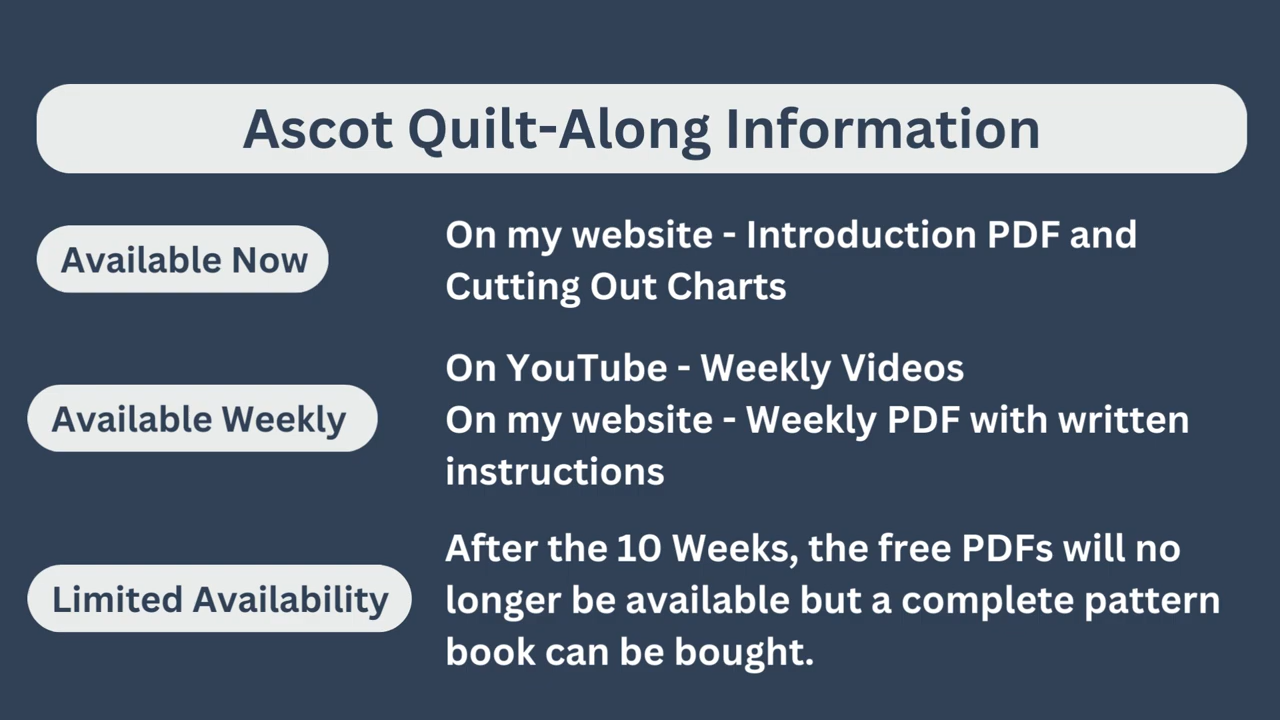 Ascot Quilt-Along Information
Available Now
On my website - Introduction PDF and
Cutting Out Charts
Available Weekly
On YouTube - Weekly Videos
On my website - Weekly PDF with written
instructions
Limited Availability
After the 10 Weeks, the free PDFs will no
longer be available but a complete pattern
book can be bought.